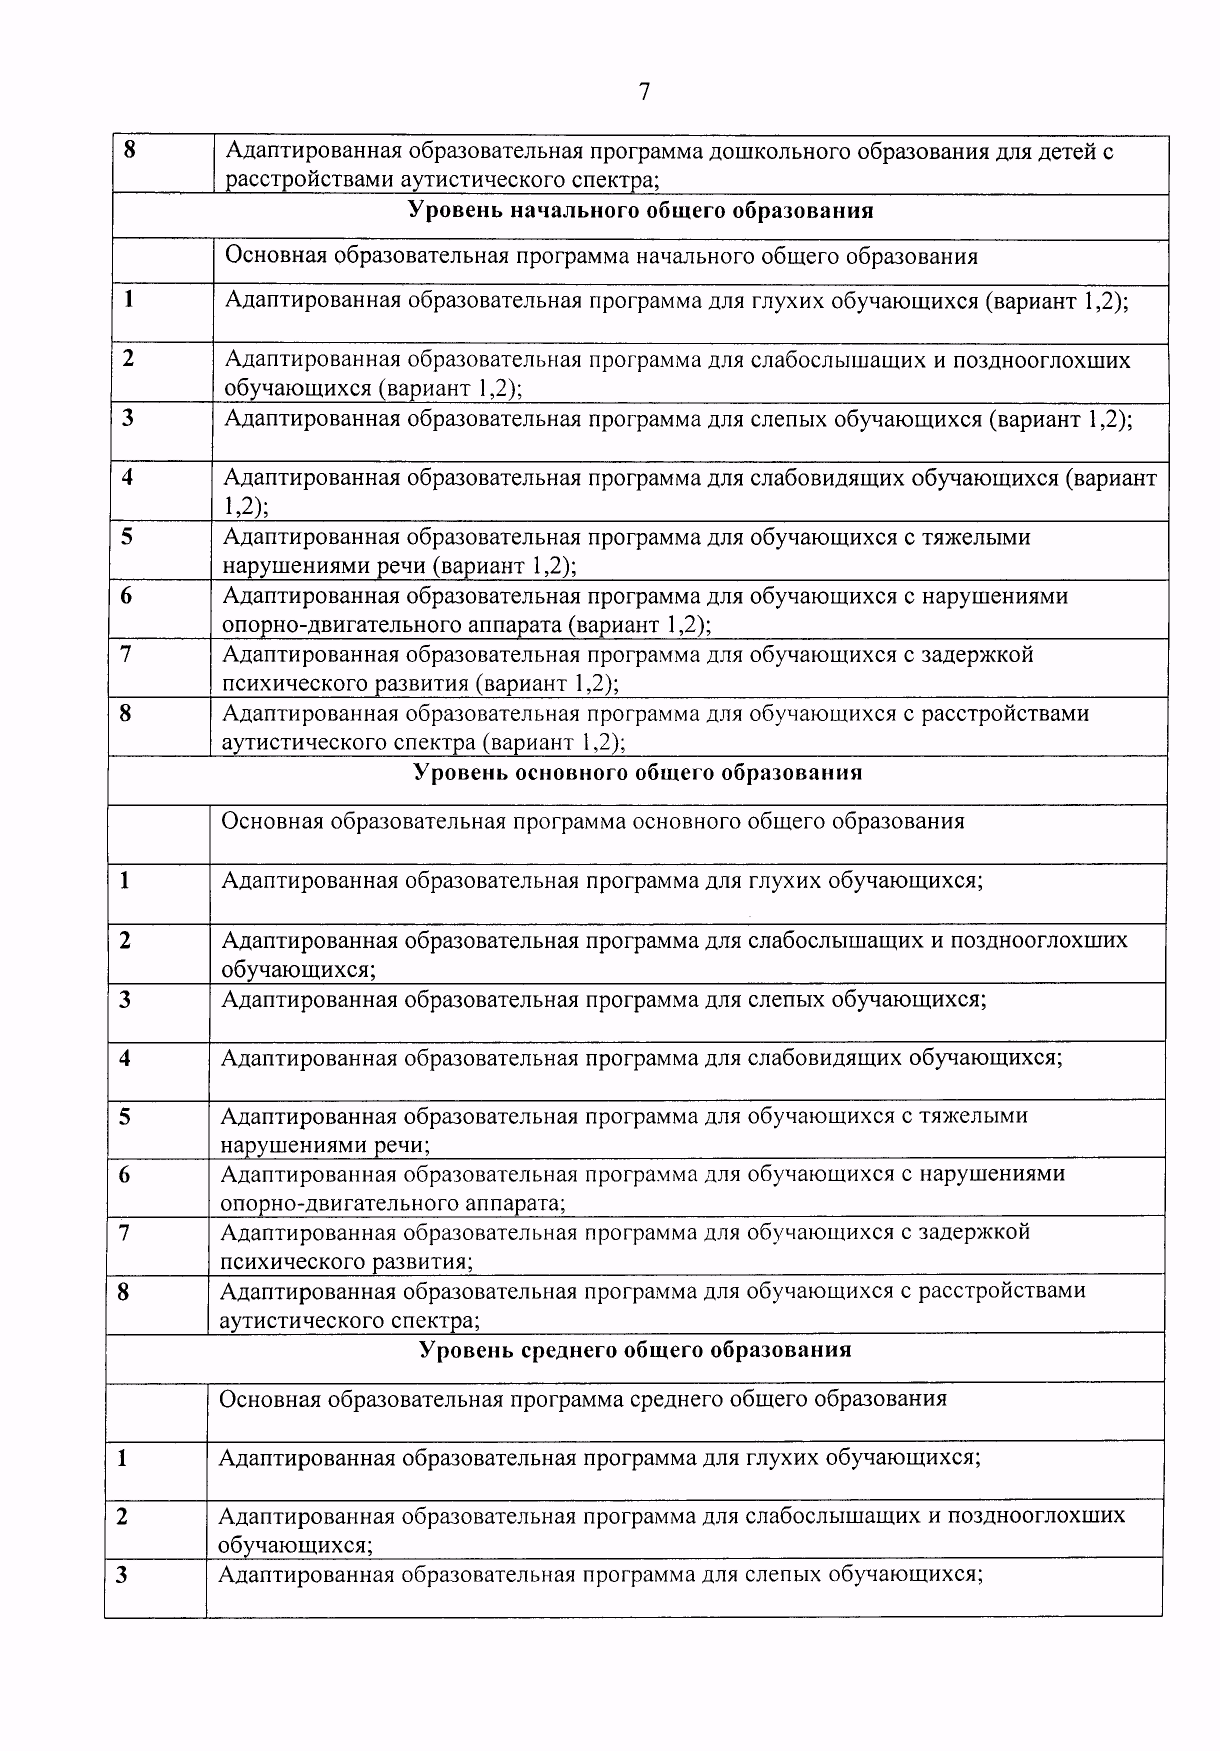 7
8 Адаптированная образовательная программа дошкольного образования для детей с
расстройствами аутистического спектра;
Уровень начального общего образования
Основная образовательная программа начального общего образования
1 Адаптированная образовательная программа для глухих обучающихся (вариант 1,2);
2 Адаптированная образовательная программа для слабослышащих и позднооглохших
обучающихся (вариант 1,2);
3 Адаптированная образовательная программа для слепых обучающихся (вариант 1,2);
4 Адаптированная образовательная программа для слабовидящих обучающихся (вариант
1,2);
5 Адаптированная образовательная программа для обучающихся с тяжелыми
нарушениями речи (вариант 1,2);
6 Адаптированная образовательная программа для обучающихся с нарушениями
опорно-двигательного аппарата (вариант 1,2);
7 Адаптированная образовательная программа для обучающихся с задержкой
психического развития (вариант 1,2);
8 Адаптированная образовательная программа для обучающихся с расстройствами
аутистического спектра (вариант 1,2);
Уровень основного общего образования
Основная образовательная программа основного общего образования
1 Адаптированная образовательная программа для глухих обучающихся;
2 Адаптированная образовательная программа для слабослышащих и позднооглохших
обучающихся;
3 Адаптированная образовательная программа для слепых обучающихся;
4 Адаптированная образовательная программа для слабовидящих обучающихся;
5 Адаптированная образовательная программа для обучающихся с тяжелыми
нарушениями речи;
6 Адаптированная образовательная программа для обучающихся с нарушениями
опорно-двигательного аппарата;
7 Адаптированная образовательная программа для обучающихся с задержкой
психического развития;
8 Адаптированная образовательная программа для обучающихся с расстройствами
аутистического спектра;
Уровень среднего общего образования
Основная образовательная программа среднего общего образования
1 Адаптированная образовательная программа для глухих обучающихся;
2 Адаптированная образовательная программа для слабослышащих и позднооглохших
обучающихся;
3 Адаптированная образовательная программа для слепых обучающихся;